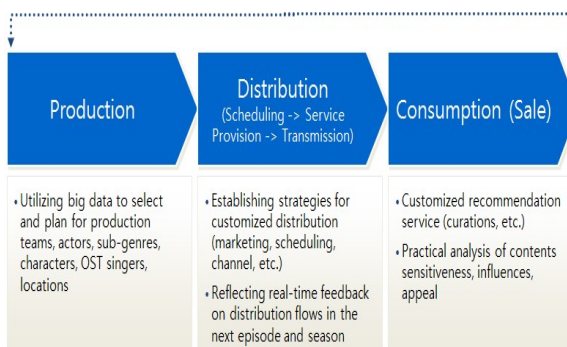 Production
Distribution
(Scheduling -> Service
Provision -> Transmission)
Consumption (Sale)
• Utilizing big data to select
and plan for production
teams, actors, sub-genres,
characters, OST singers,
locations
• Establishing strategies for
customized distribution
(marketing, scheduling,
channel, etc.)
• Reflecting real-time feedback
on distribution flows in the
next episode and season
• Customized recommendation
service (curations, etc.)
• Practical analysis of contents
sensitiveness, influences,
appeal